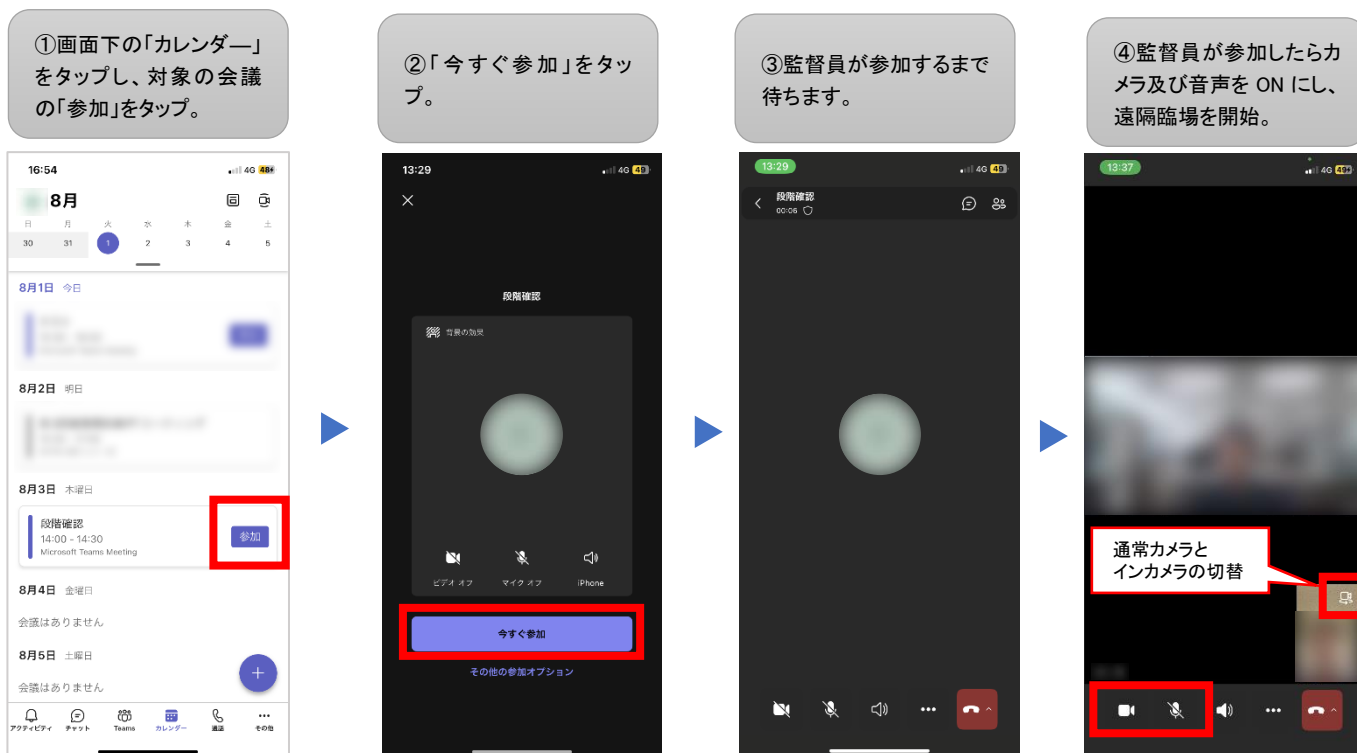 ①画面下の「カレンダ―」
をタップし、対象の会議
の「参加」をタップ。
②「今すぐ参加」をタッ
プ。
③監督員が参加するまで
待ちます。
④監督員が参加したらカ
メラ及び音声を ON にし、
遠隔臨場を開始。
16:54
4G 48
8月
日 月 火 水 木 金 土
30 31 1 2 3 4 5
8月1日 今日
8月2日 明日
8月3日 木曜日
段階確認
14:00 - 14:30
Microsoft Teams Meeting
参加
8月4日 金曜日
会議はありません
8月5日 土曜日
会議はありません
アクティビティ チャット Teams カレンダー 通話 その他
13:29
4G 49
段階確認
背景の効果
ビデオ オフ マイク オフ iPhone
今すぐ参加
その他の参加オプション
13:29
4G 49
段階確認
00:06
13:37
4G 49
通常カメラと
インカメラの切替